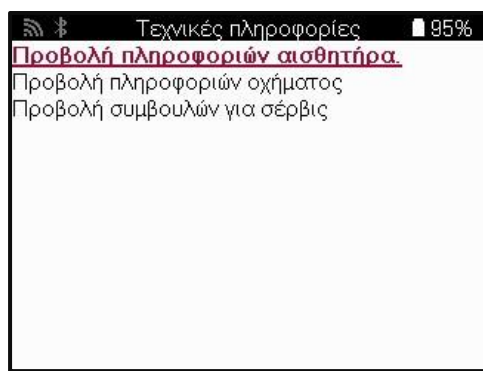 Τεχνικές πληροφορίες 95%
Προβολή πληροφοριών αισθητήρα.
Προβολή πληροφοριών οχήματος
Προβολή συμβουλών για σέρβις